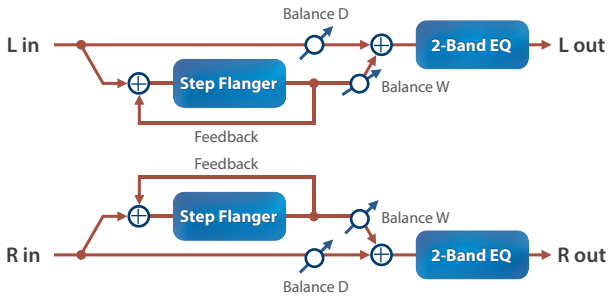 Balance D
L in
2-Band EQ
L out
Step Flanger
Balance W
Feedback
Feedback
Step Flanger
Balance W
R in
2-Band EQ
R out
Balance D